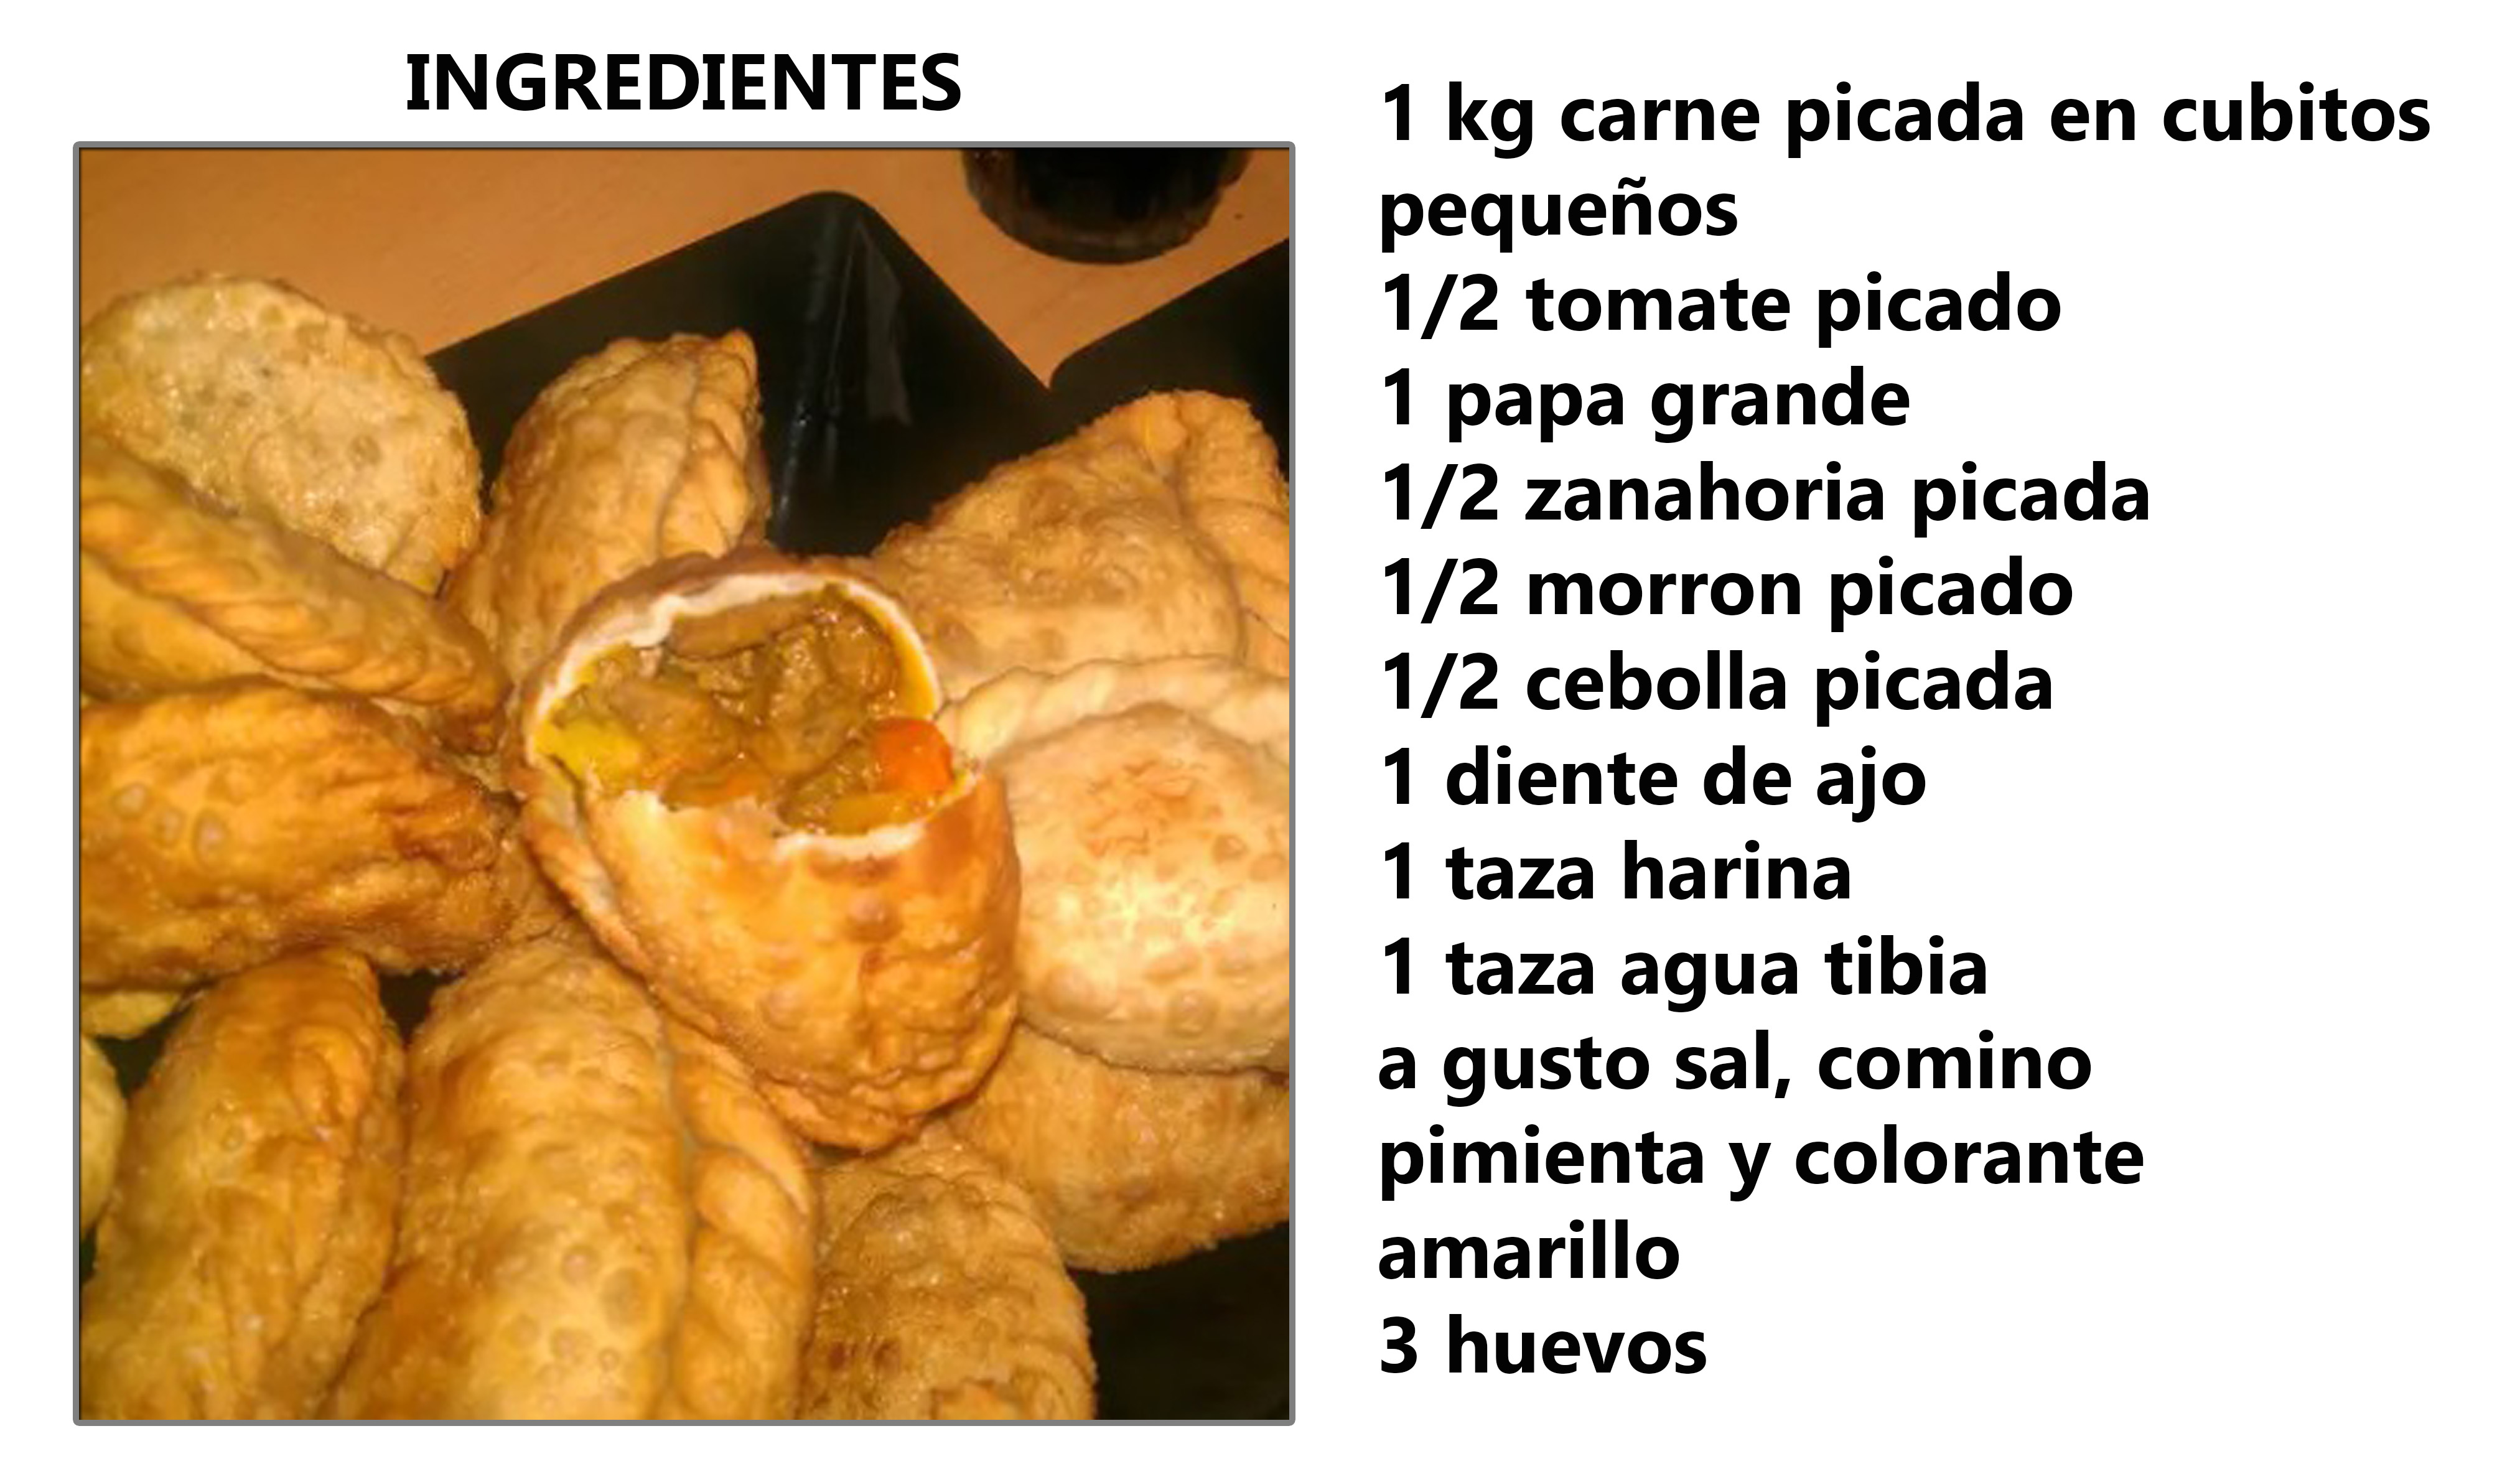 INGREDIENTES
1 kg carne picada en cubitos
pequeños
1/2 tomate picado
1 papa grande
1/2 zanahoria picada
1/2 morron picado
1/2 cebolla picada
1 diente de ajo
1 taza harina
1 taza agua tibia
a gusto sal, comino
pimienta y colorante
amarillo
3 huevos